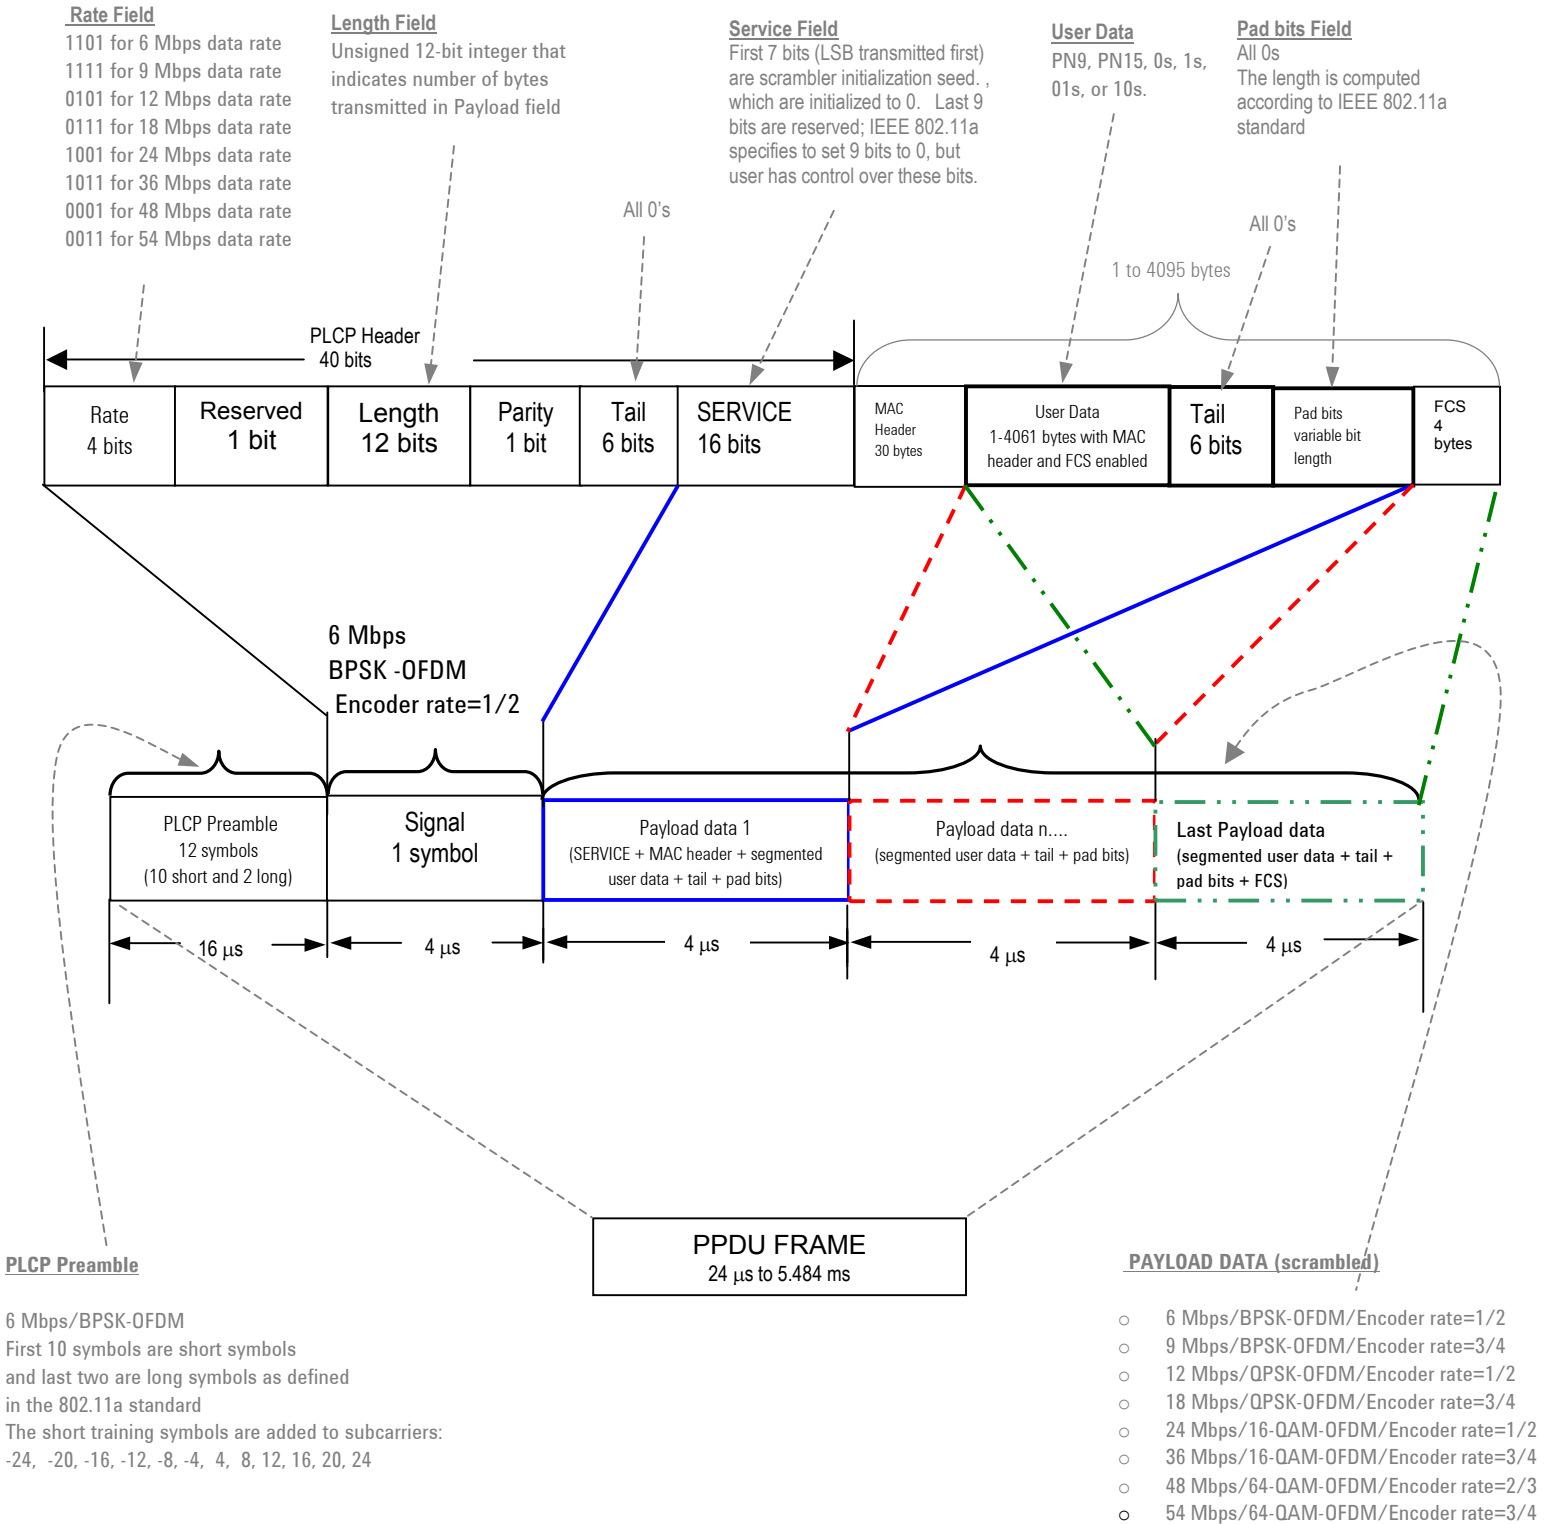 Rate Field
1101 for 6 Mbps data rate
1111 for 9 Mbps data rate
0101 for 12 Mbps data rate
0111 for 18 Mbps data rate
1001 for 24 Mbps data rate
1011 for 36 Mbps data rate
0001 for 48 Mbps data rate
0011 for 54 Mbps data rate
Length Field
Unsigned 12-bit integer that
indicates number of bytes
transmitted in Payload field
All 0's
Service Field
First 7 bits (LSB transmitted first)
are scrambler initialization seed. ,
which are initialized to 0. Last 9
bits are reserved; IEEE 802.11a
specifies to set 9 bits to 0, but
user has control over these bits.
User Data
PN9, PN15, 0s, 1s,
01s, or 10s.
Pad bits Field
All 0s
The length is computed
according to IEEE 802.11a
standard
All 0's
1 to 4095 bytes
PLCP Header
40 bits
Rate
4 bits
Reserved
1 bit
Length
12 bits
Parity
1 bit
Tail
6 bits
SERVICE
16 bits
MAC
Header
30 bytes
User Data
1-4061 bytes with MAC
header and FCS enabled
Tail
6 bits
Pad bits
variable bit
length
FCS
4
bytes
6 Mbps
BPSK -OFDM
Encoder rate=1/2
PLCP Preamble
12 symbols
(10 short and 2 long)
Signal
1 symbol
Payload data 1
(SERVICE + MAC header + segmented
user data + tail + pad bits)
Payload data n....
(segmented user data + tail + pad bits)
Last Payload data
(segmented user data + tail +
pad bits + FCS)
16 μs
4 μs
4 μs
4 μs
4 μs
PPDU FRAME
24 μs to 5.484 ms
PLCP Preamble
6 Mbps/BPSK-OFDM
First 10 symbols are short symbols
and last two are long symbols as defined
in the 802.11a standard
The short training symbols are added to subcarriers:
-24, -20, -16, -12, -8, -4, 4, 8, 12, 16, 20, 24
PAYLOAD DATA (scrambled)
○ 6 Mbps/BPSK-OFDM/Encoder rate=1/2
○ 9 Mbps/BPSK-OFDM/Encoder rate=3/4
○ 12 Mbps/QPSK-OFDM/Encoder rate=1/2
○ 18 Mbps/QPSK-OFDM/Encoder rate=3/4
○ 24 Mbps/16-QAM-OFDM/Encoder rate=1/2
○ 36 Mbps/16-QAM-OFDM/Encoder rate=3/4
○ 48 Mbps/64-QAM-OFDM/Encoder rate=2/3
○ 54 Mbps/64-QAM-OFDM/Encoder rate=3/4